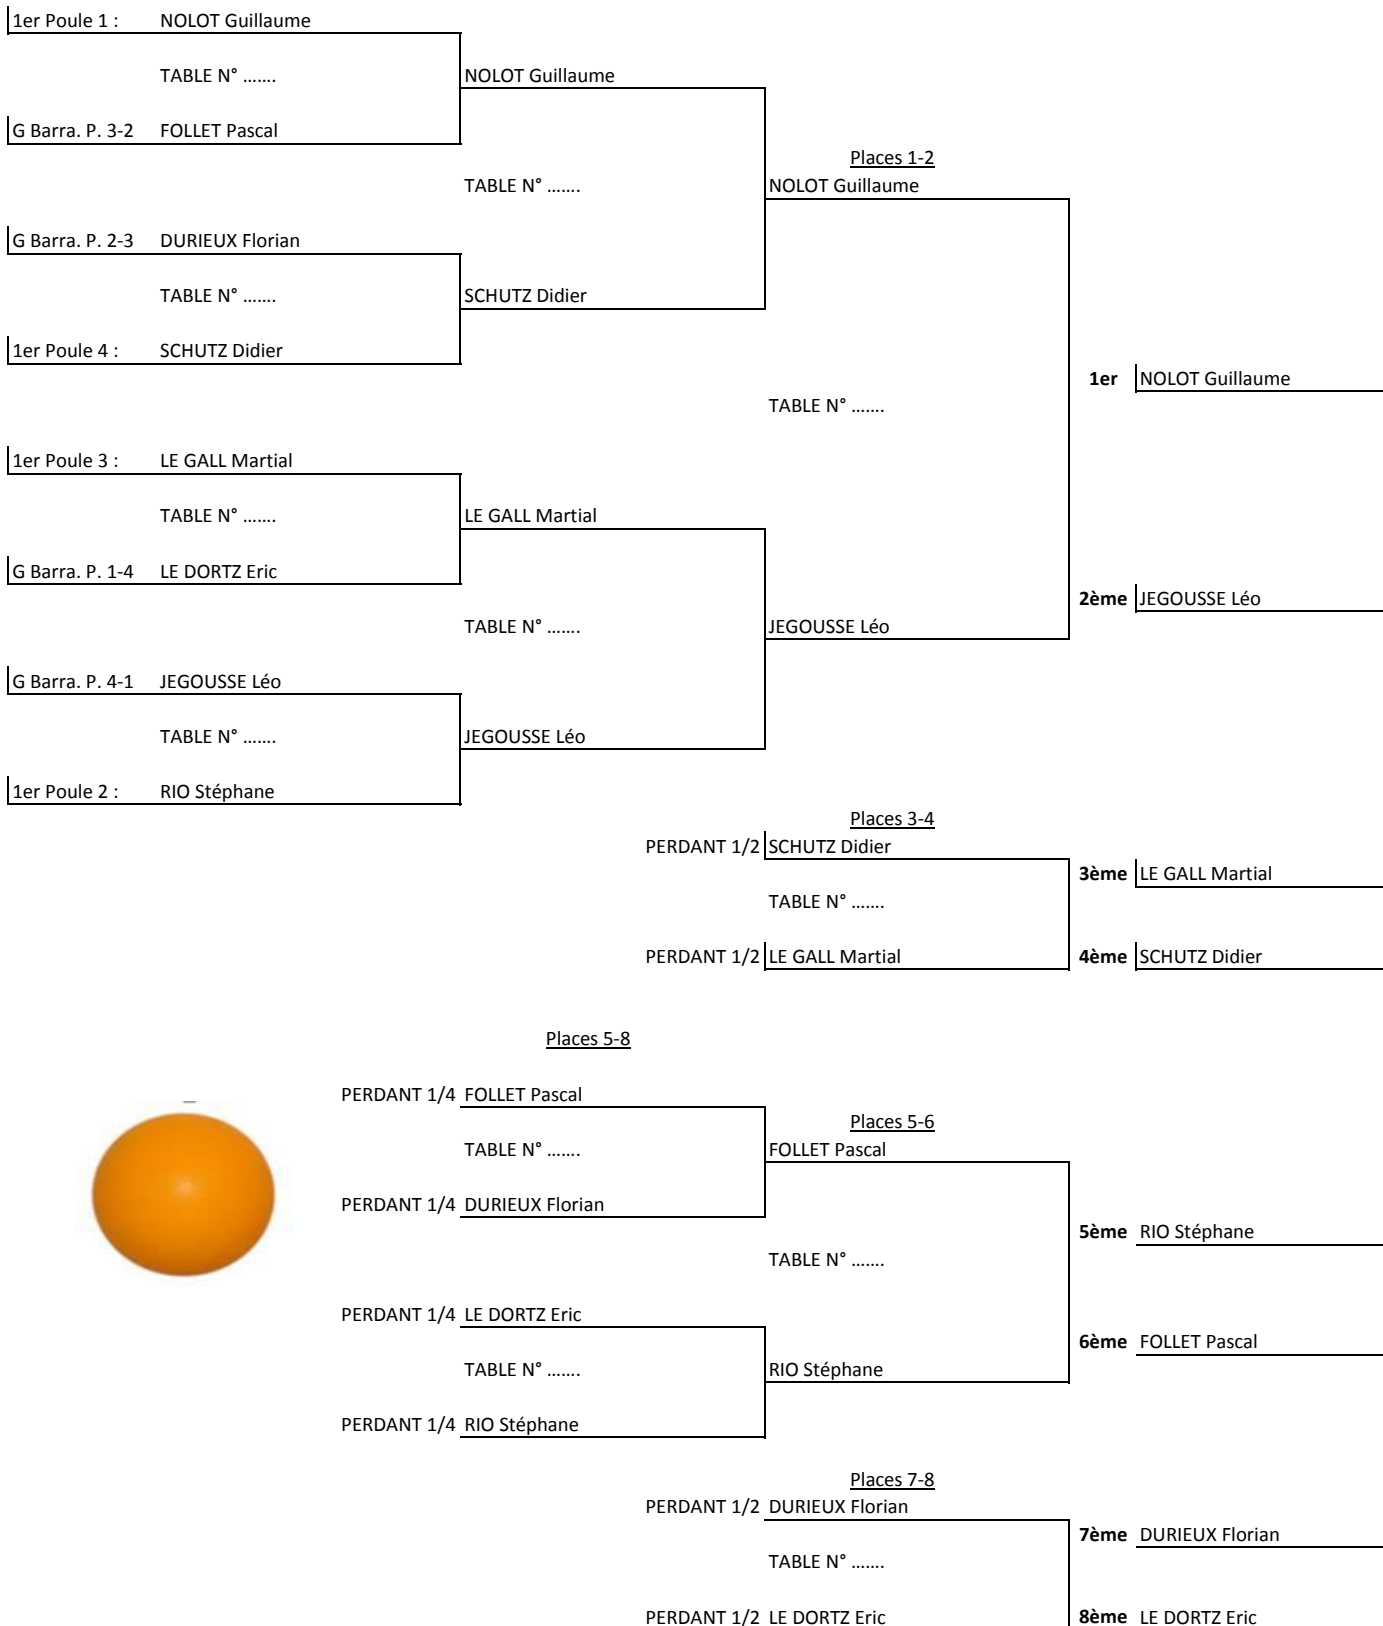 1er Poule 1 : NOLOT Guillaume
TABLE N° ....... NOLOT Guillaume
G Barra. P. 3-2 FOLLET Pascal
Places 1-2
TABLE N° ....... NOLOT Guillaume
G Barra. P. 2-3 DURIEUX Florian
TABLE N° ....... SCHUTZ Didier
1er Poule 4 : SCHUTZ Didier
1er NOLOT Guillaume
TABLE N° .......
1er Poule 3 : LE GALL Martial
TABLE N° ....... LE GALL Martial
G Barra. P. 1-4 LE DORTZ Eric
2ème JEGOUSSE Léo
TABLE N° ....... JEGOUSSE Léo
G Barra. P. 4-1 JEGOUSSE Léo
TABLE N° ....... JEGOUSSE Léo
1er Poule 2 : RIO Stéphane
Places 3-4
PERDANT 1/2 SCHUTZ Didier
3ème LE GALL Martial
TABLE N° .......
PERDANT 1/2 LE GALL Martial 4ème SCHUTZ Didier
Places 5-8
PERDANT 1/4 FOLLET Pascal
Places 5-6
TABLE N° ....... FOLLET Pascal
PERDANT 1/4 DURIEUX Florian
5ème RIO Stéphane
TABLE N° .......
PERDANT 1/4 LE DORTZ Eric
6ème FOLLET Pascal
TABLE N° ....... RIO Stéphane
PERDANT 1/4 RIO Stéphane
Places 7-8
PERDANT 1/2 DURIEUX Florian
7ème DURIEUX Florian
TABLE N° .......
PERDANT 1/2 LE DORTZ Eric 8ème LE DORTZ Eric